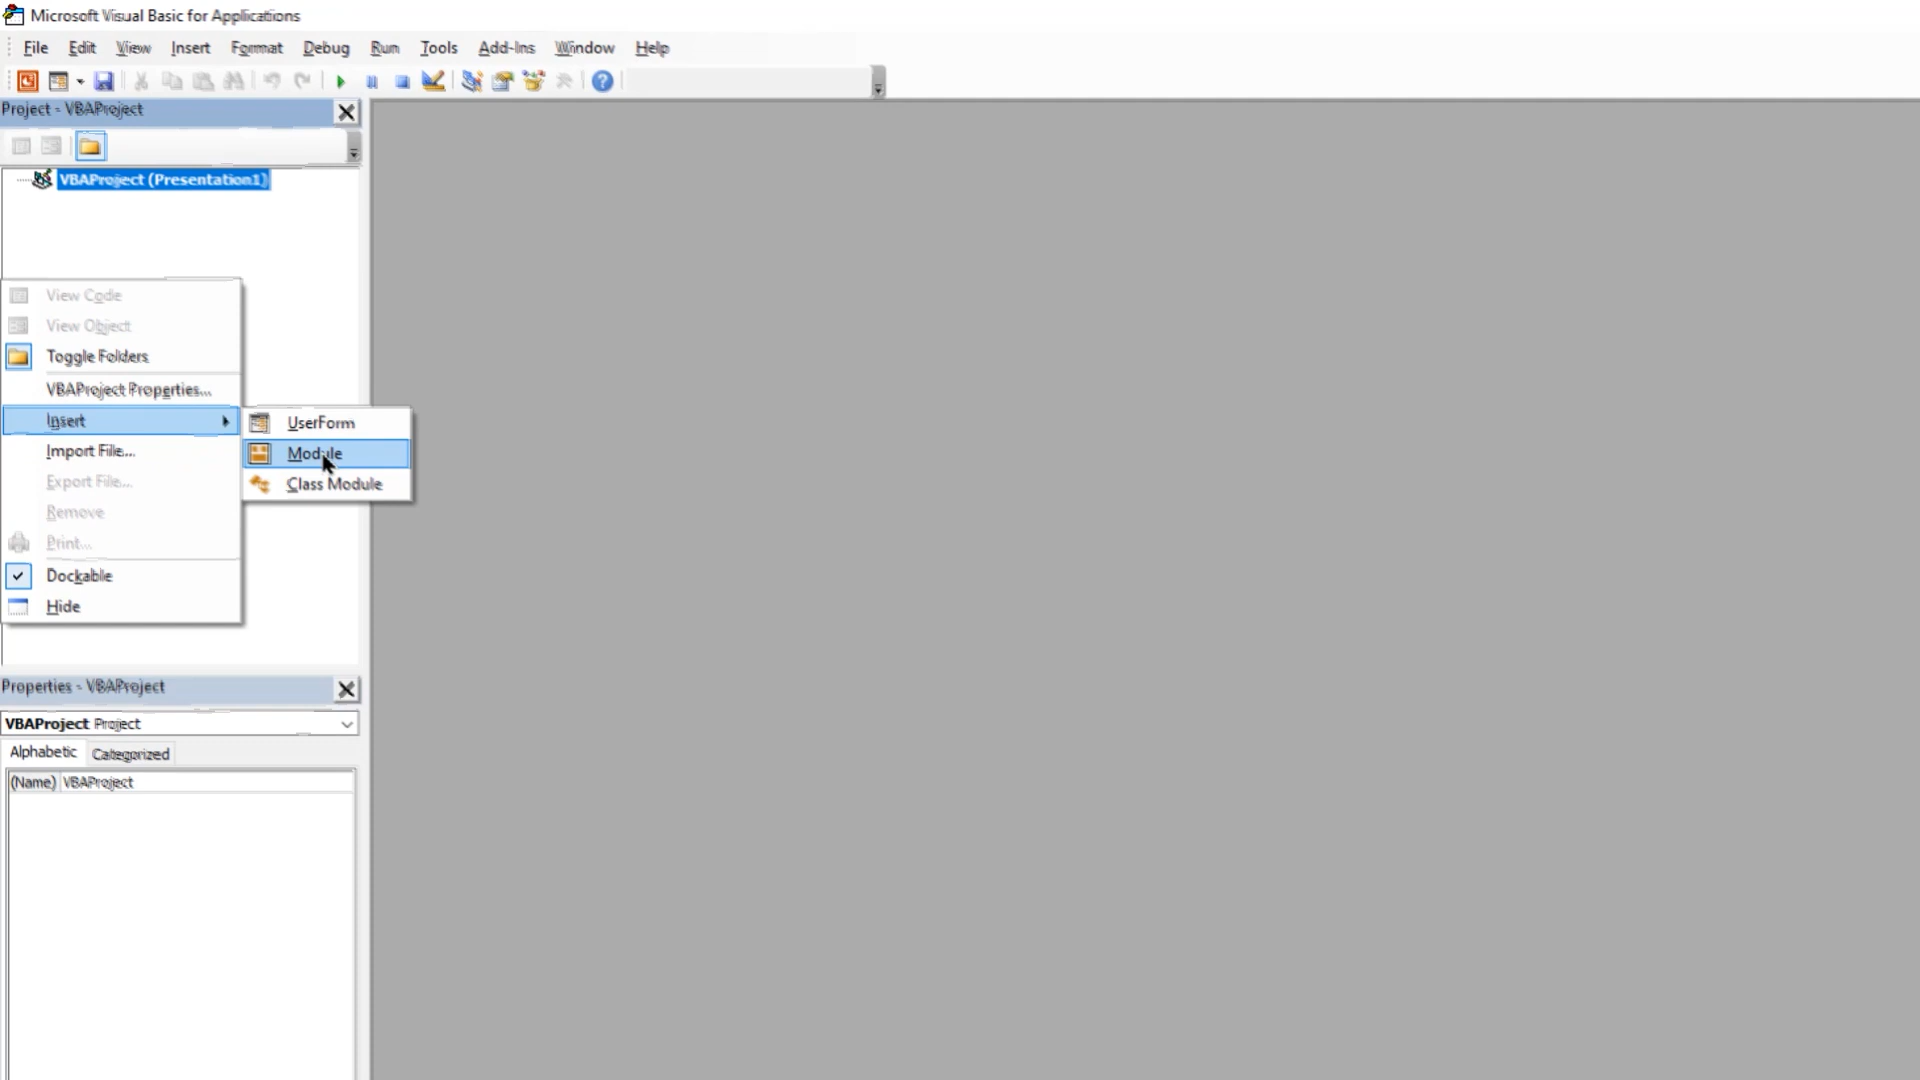 Microsoft Visual Basic for Applications
File Edit View Insert Format Debug Run Tools Add-Ins Window Help
Project - VBAProject
VBAProject (Presentation1)
View Code
View Object
Toggle Folders
VBAProject Properties...
Insert
UserForm
Module
Class Module
Import File...
Export File...
Remove
Print...
Dockable
Hide
Properties - VBAProject
VBAProject Project
Alphabetic Categorized
(Name) VBAProject